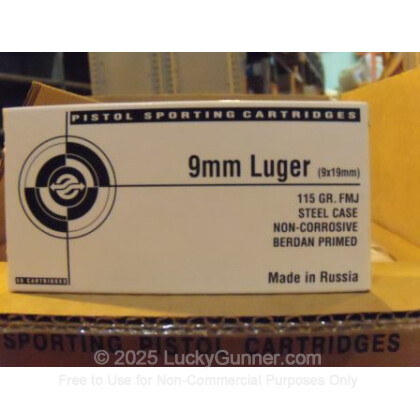 PISTOL SPORTING CARTRIDGES
9mm Luger (9x19mm)
115 GR. FMJ
STEEL CASE
NON-CORROSIVE
BERDAN PRIMED
50 CARTRIDGES
Made in Russia
SPORTING PISTOL CARTRIDGES
© 2025 LuckyGunner.com
Free to Use for Non-Commercial Purposes Only